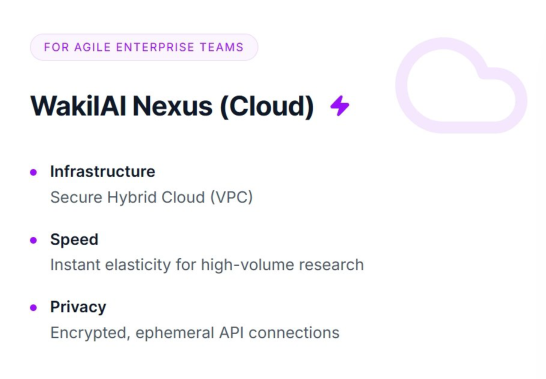 FOR AGILE ENTERPRISE TEAMS
WakilAI Nexus (Cloud)
Infrastructure
Secure Hybrid Cloud (VPC)
Speed
Instant elasticity for high-volume research
Privacy
Encrypted, ephemeral API connections